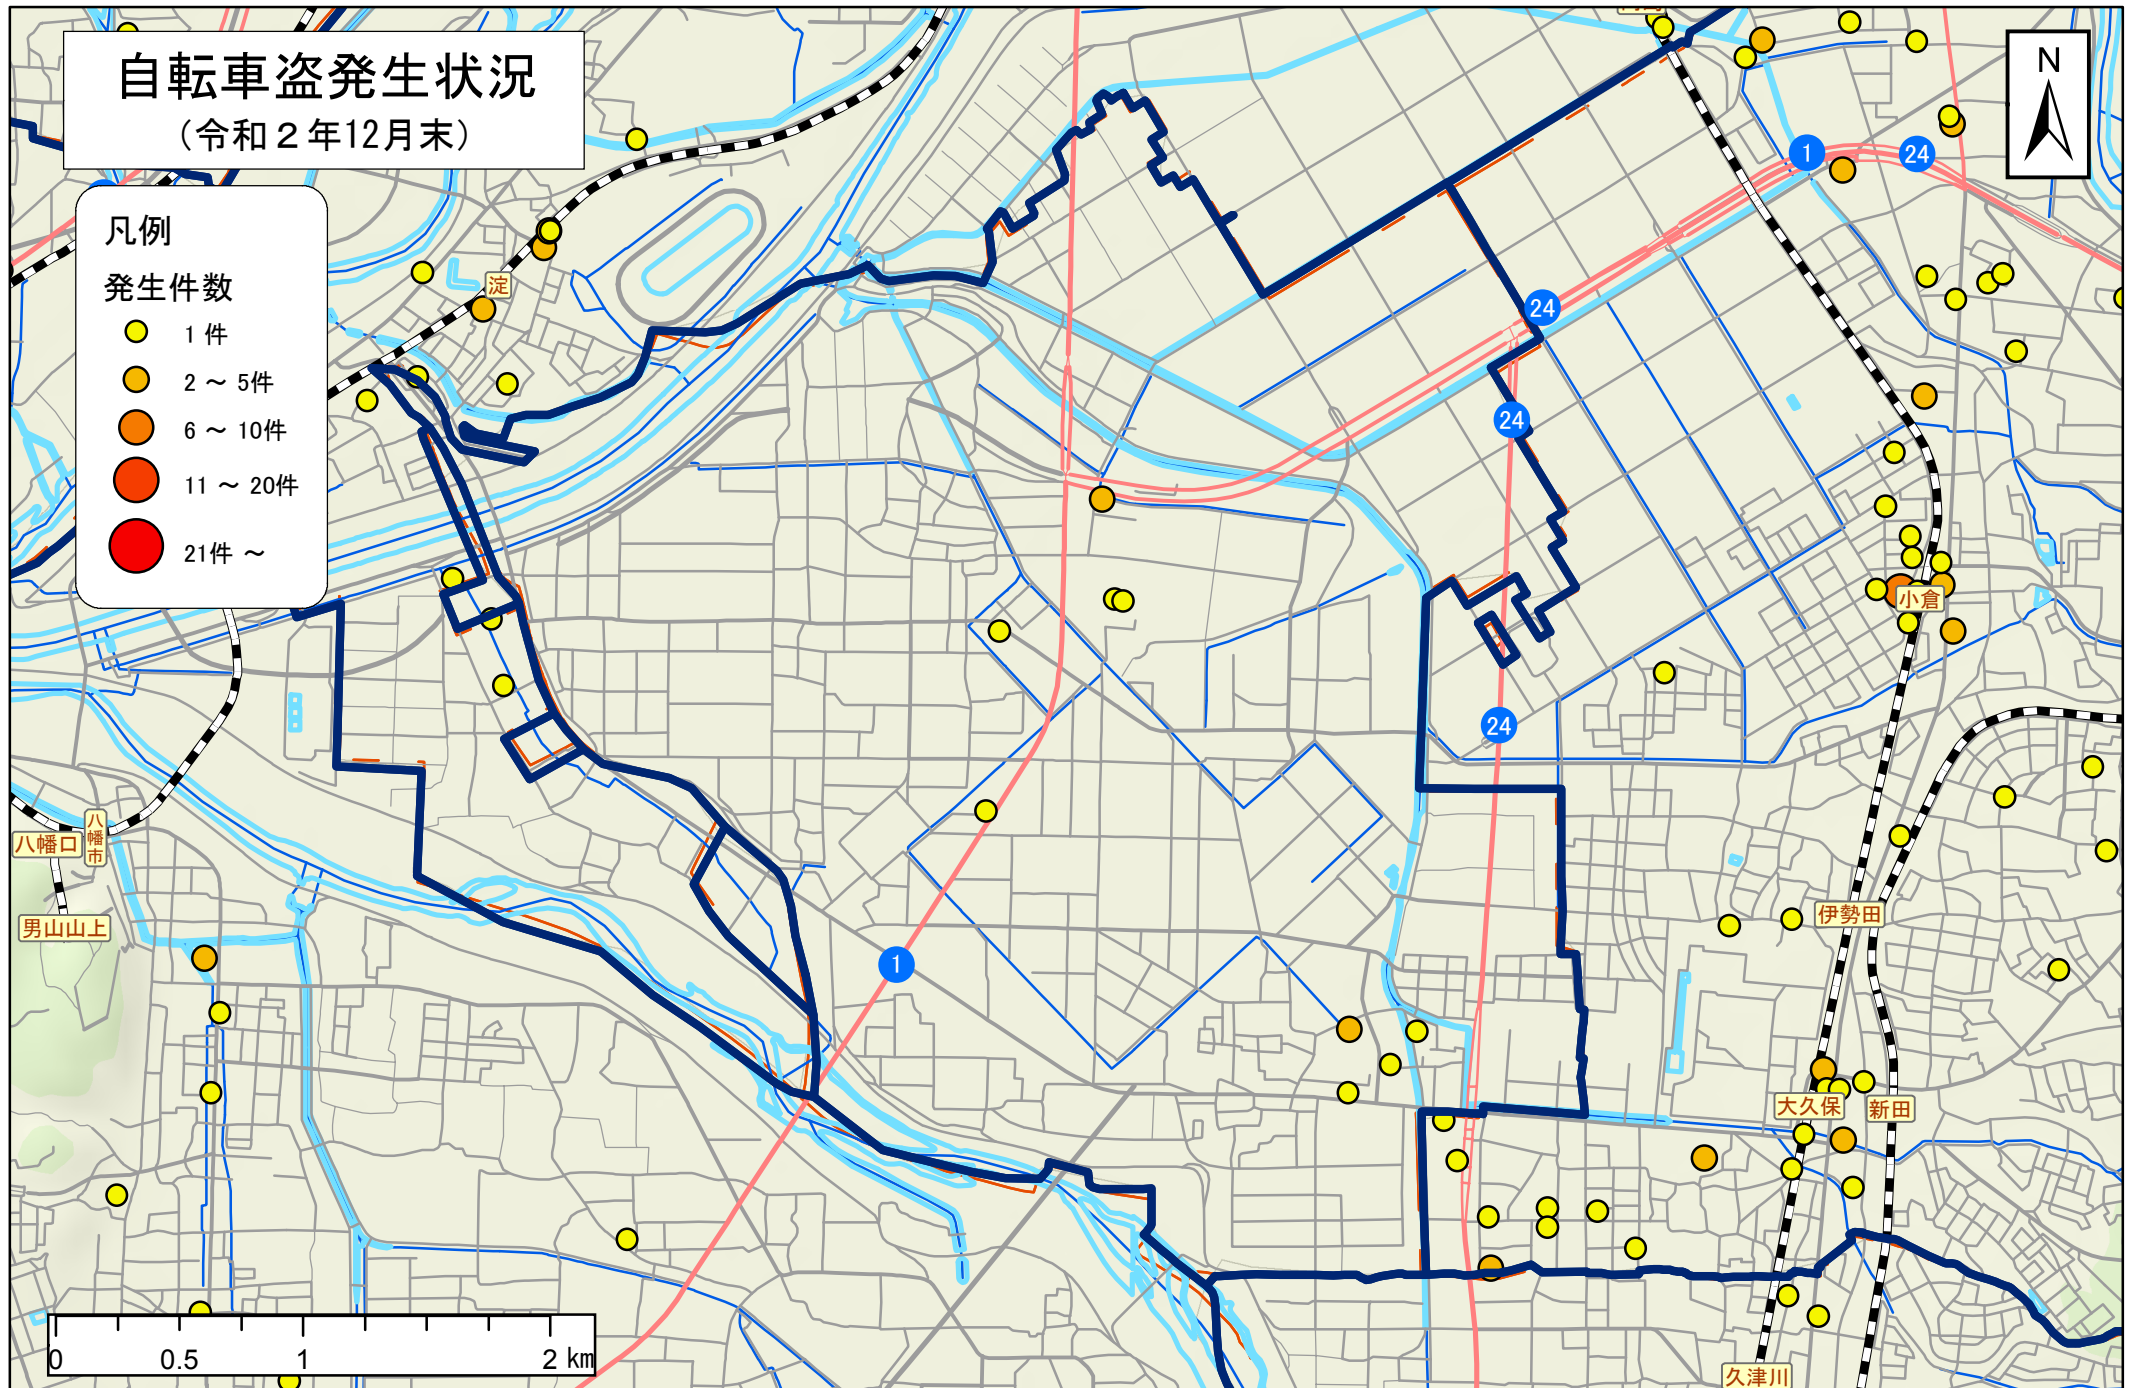 自転車盗発生状況
（令和２年12月末）
N
凡例
発生件数
1 件
2 ～ 5件
6 ～ 10件
11 ～ 20件
21件 ～
1
24
淀
24
24
小倉
24
八幡口
八幡市
男山山上
伊勢田
1
大久保
新田
久津川
0
0.5
1
2 km